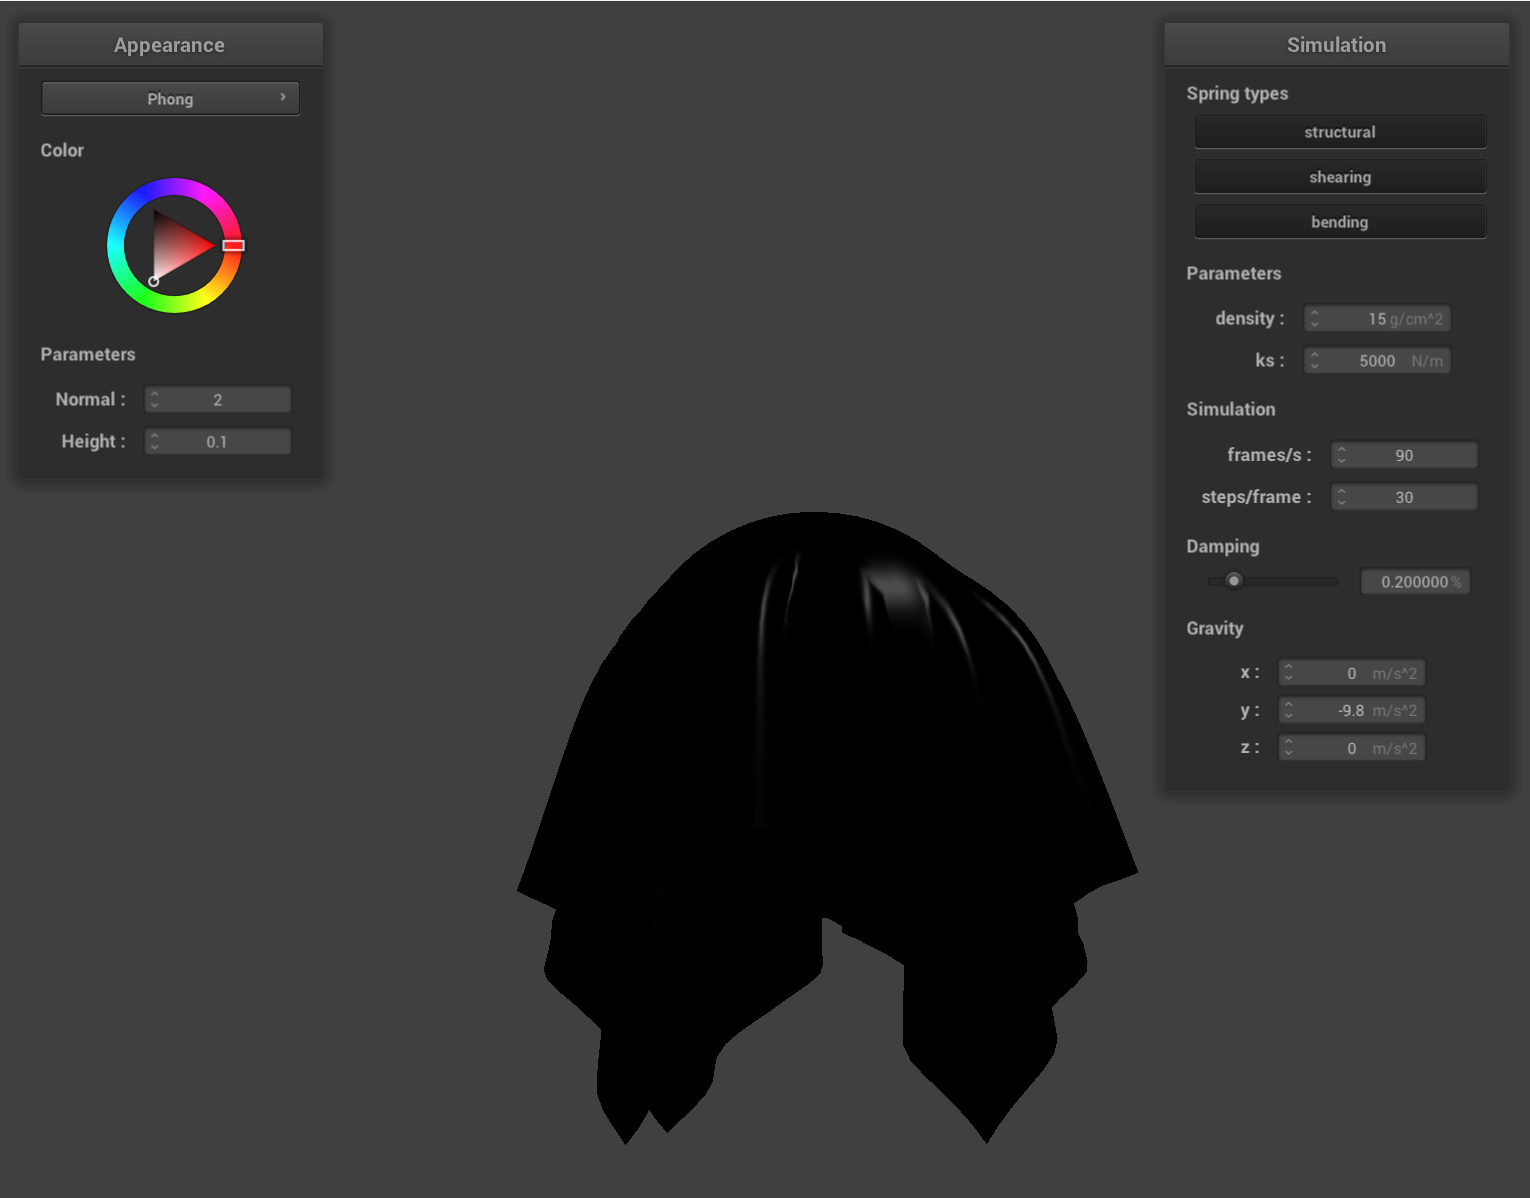 Appearance
Phong
Color
Parameters
Normal : 2
Height : 0.1
Simulation
Spring types
structural
shearing
bending
Parameters
density : 15 g/cm^2
ks : 5000 N/m
Simulation
frames/s : 90
steps/frame : 30
Damping
0.200000 %
Gravity
x : 0 m/s^2
y : -9.8 m/s^2
z : 0 m/s^2